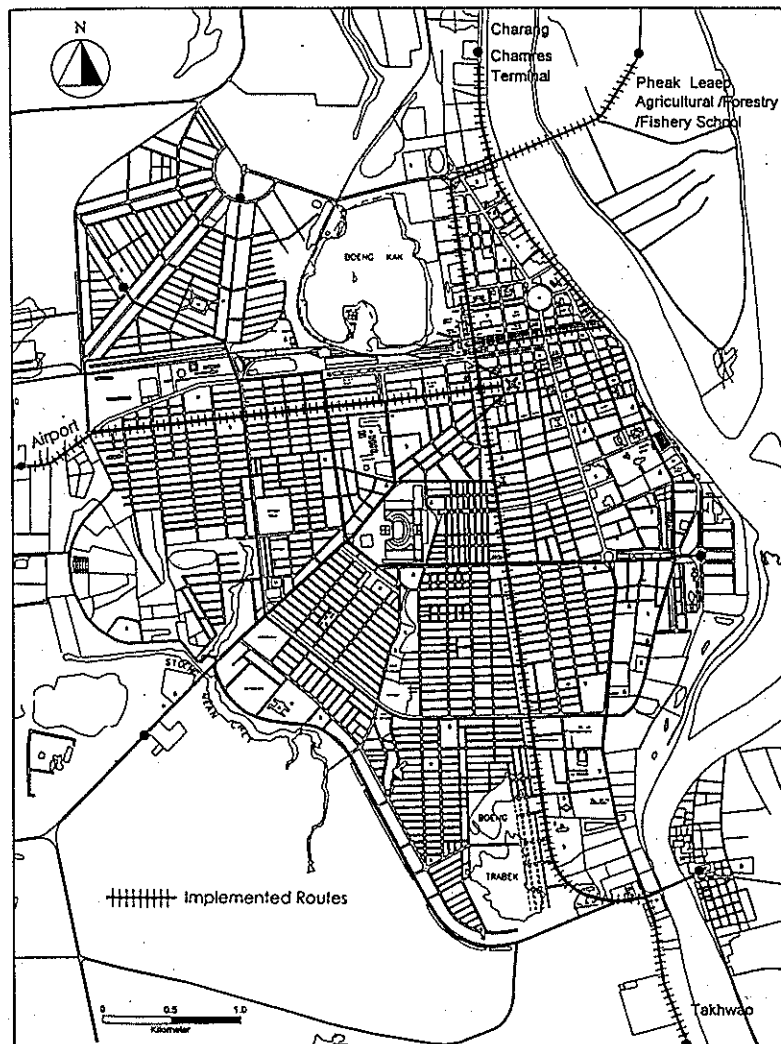 N
Charang
Chamres
Terminal
Pheak Leaep
Agricultural /Forestry
/Fishery School
BOENG KAK
Airport
BOENG
TRABEK
Implemented Routes
0 0.5 1.0
Kilometer
Takhwao